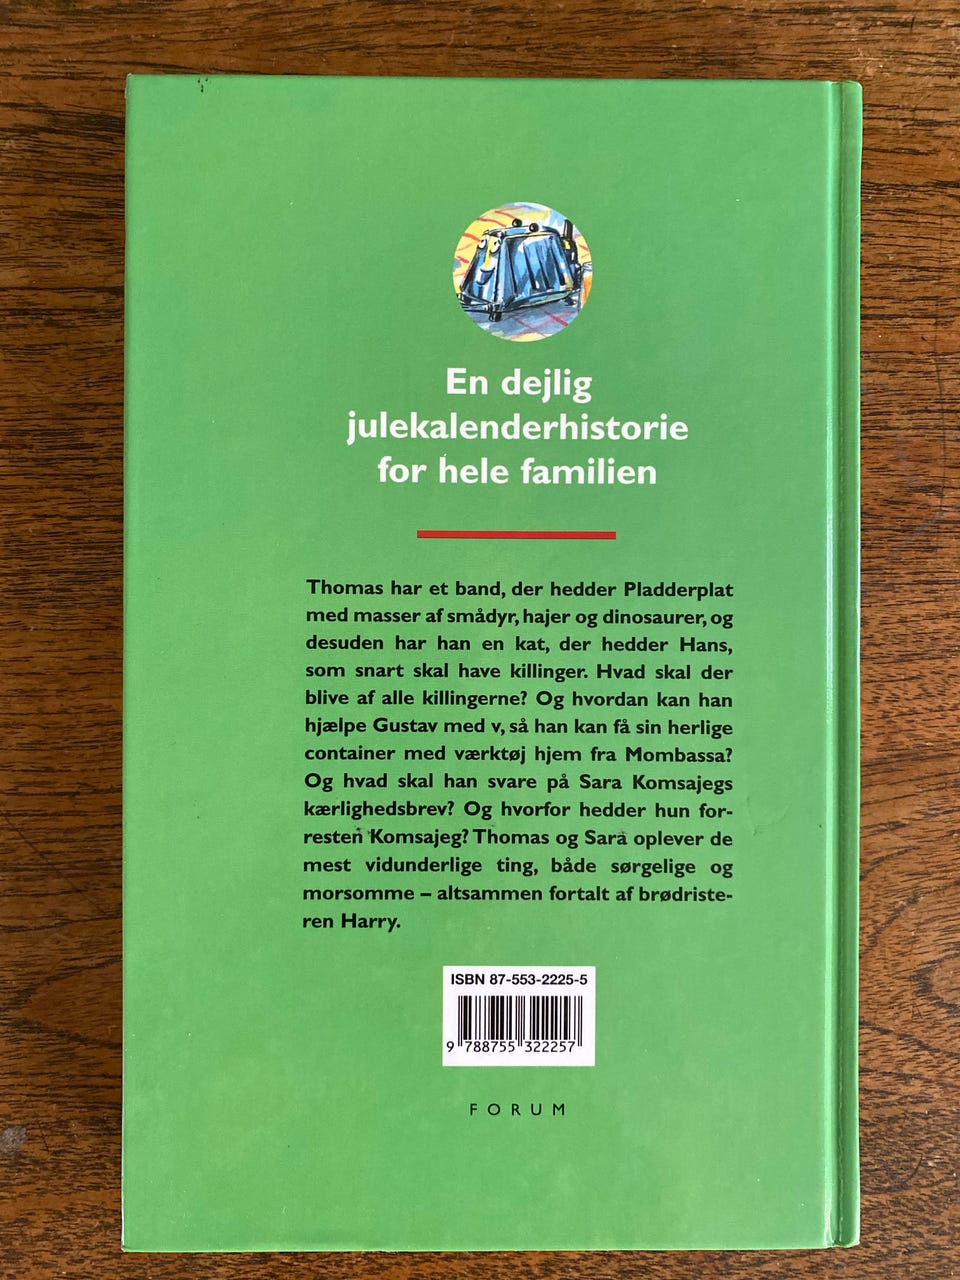 En dejlig
julekalenderhistorie
for hele familien
Thomas har et band, der hedder Pladderplat
med masser af smådyr, hajer og dinosaurer, og
desuden har han en kat, der hedder Hans,
som snart skal have killinger. Hvad skal der
blive af alle killingerne? Og hvordan kan han
hjælpe Gustav med v, så han kan få sin herlige
container med værktøj hjem fra Mombassa?
Og hvad skal han svare på Sara Komsajegs
kærlighedsbrev? Og hvorfor hedder hun for-
resten Komsajeg? Thomas og Sara oplever de
mest vidunderlige ting, både sørgelige og
morsomme – altsammen fortalt af brødriste-
ren Harry.
ISBN 87-553-2225-5
9 788755 322257
FORUM